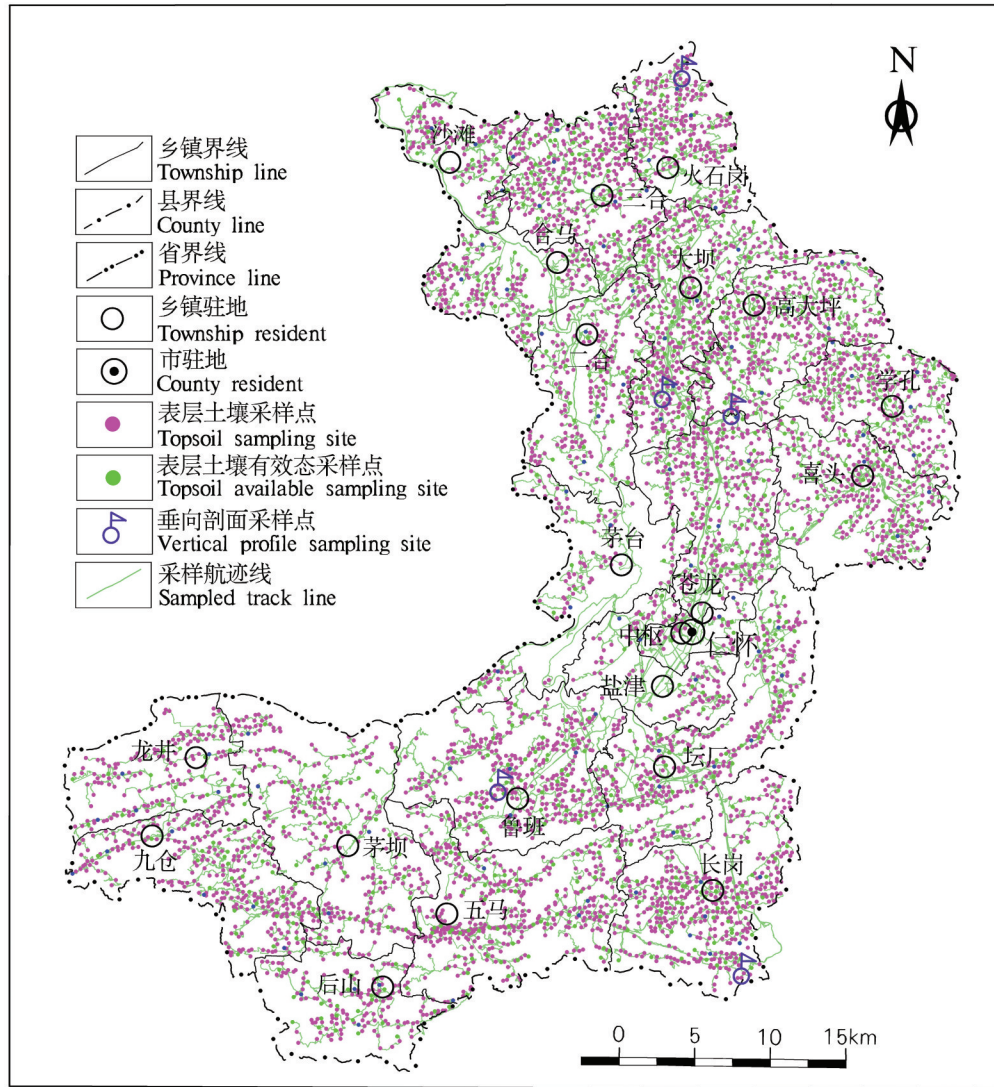 N
乡镇界线
Township line
县界线
County line
省界线
Province line
乡镇驻地
Township resident
市驻地
County resident
表层土壤采样点
Topsoil sampling site
表层土壤有效态采样点
Topsoil available sampling site
垂向剖面采样点
Vertical profile sampling site
采样航迹线
Sampled track line
沙滩
火石岗
三合
合马
大坝
高大坪
二合
学孔
喜头
茅台
苍龙
中枢
仁怀
盐津
龙井
坛厂
鲁班
九仓
茅坝
长岗
五马
后山
0 5 10 15km